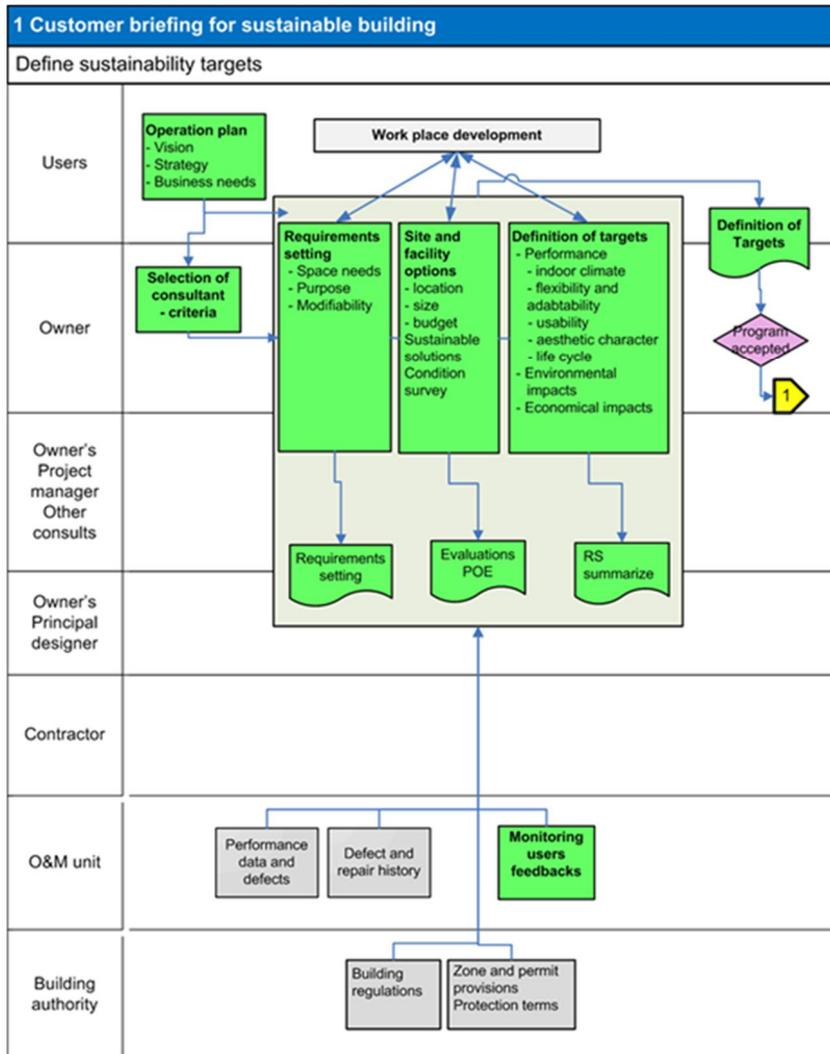 1 Customer briefing for sustainable building
Define sustainability targets
Users
Operation plan
- Vision
- Strategy
- Business needs
Work place development
Requirements
setting
- Space needs
- Purpose
- Modifiability
Site and
facility
options
- location
- size
- budget
Sustainable
solutions
Condition
survey
Definition of targets
- Performance
- indoor climate
- flexibility and
adabtability
- usability
- aesthetic character
- life cycle
- Environmental
impacts
- Economical impacts
Definition of
Targets
Owner
Selection of
consultant
- criteria
Program
accepted
1
Owner's
Project
manager
Other
consults
Requirements
setting
Evaluations
POE
RS
summarize
Owner's
Principal
designer
Contractor
O&M unit
Performance
data and
defects
Defect and
repair history
Monitoring
users
feedbacks
Building
authority
Building
regulations
Zone and permit
provisions
Protection terms